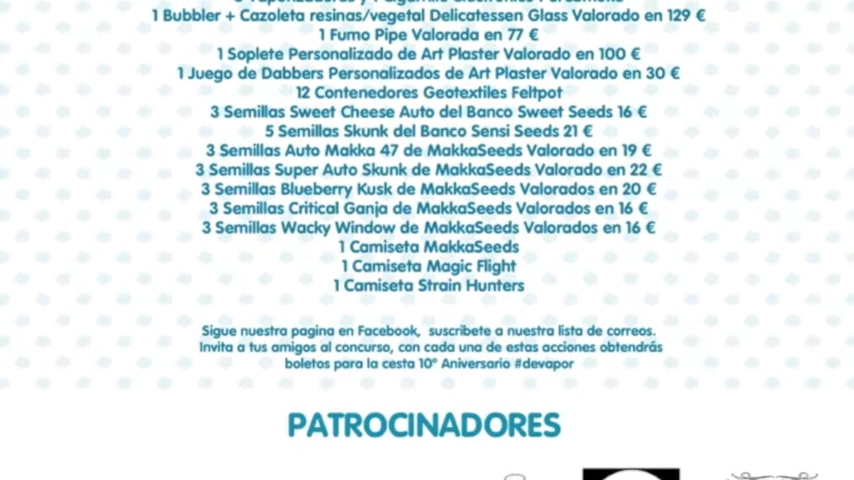 1 Bubbler + Cazoleta resinas/vegetal Delicatessen Glass Valorado en 129 €
1 Fumo Pipe Valorada en 77 €
1 Soplete Personalizado de Art Plaster Valorado en 100 €
1 Juego de Dabbers Personalizados de Art Plaster Valorado en 30 €
12 Contenedores Geotextiles Feltpot
3 Semillas Sweet Cheese Auto del Banco Sweet Seeds 16 €
5 Semillas Skunk del Banco Sensi Seeds 21 €
3 Semillas Auto Makka 47 de MakkaSeeds Valorado en 19 €
3 Semillas Super Auto Skunk de MakkaSeeds Valorado en 22 €
3 Semillas Blueberry Kusk de MakkaSeeds Valorados en 20 €
3 Semillas Critical Ganja de MakkaSeeds Valorados en 16 €
3 Semillas Wacky Window de MakkaSeeds Valorados en 16 €
1 Camiseta MakkaSeeds
1 Camiseta Magic Flight
1 Camiseta Strain Hunters
Sigue nuestra pagina en Facebook, suscribete a nuestra lista de correos.
Invita a tus amigos al concurso, con cada una de estas acciones obtendrás
boletos para la cesta 10º Aniversario #devapor
PATROCINADORES